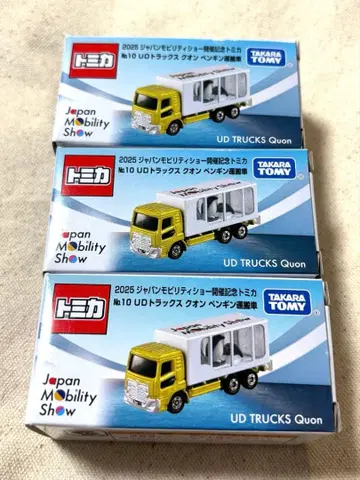 トミカ
2025 ジャパンモビリティショー開催記念トミカ
№10 UDトラックス クオン ペンギン運搬車
TAKARA
TOMY
Japan
Mobility
Show
UD TRUCKS Quon
トミカ
2025 ジャパンモビリティショー開催記念トミカ
№10 UDトラックス クオン ペンギン運搬車
TAKARA
TOMY
Japan
Mobility
Show
UD TRUCKS Quon
トミカ
2025 ジャパンモビリティショー開催記念トミカ
№10 UDトラックス クオン ペンギン運搬車
TAKARA
TOMY
Japan
Mobility
Show
UD TRUCKS Quon